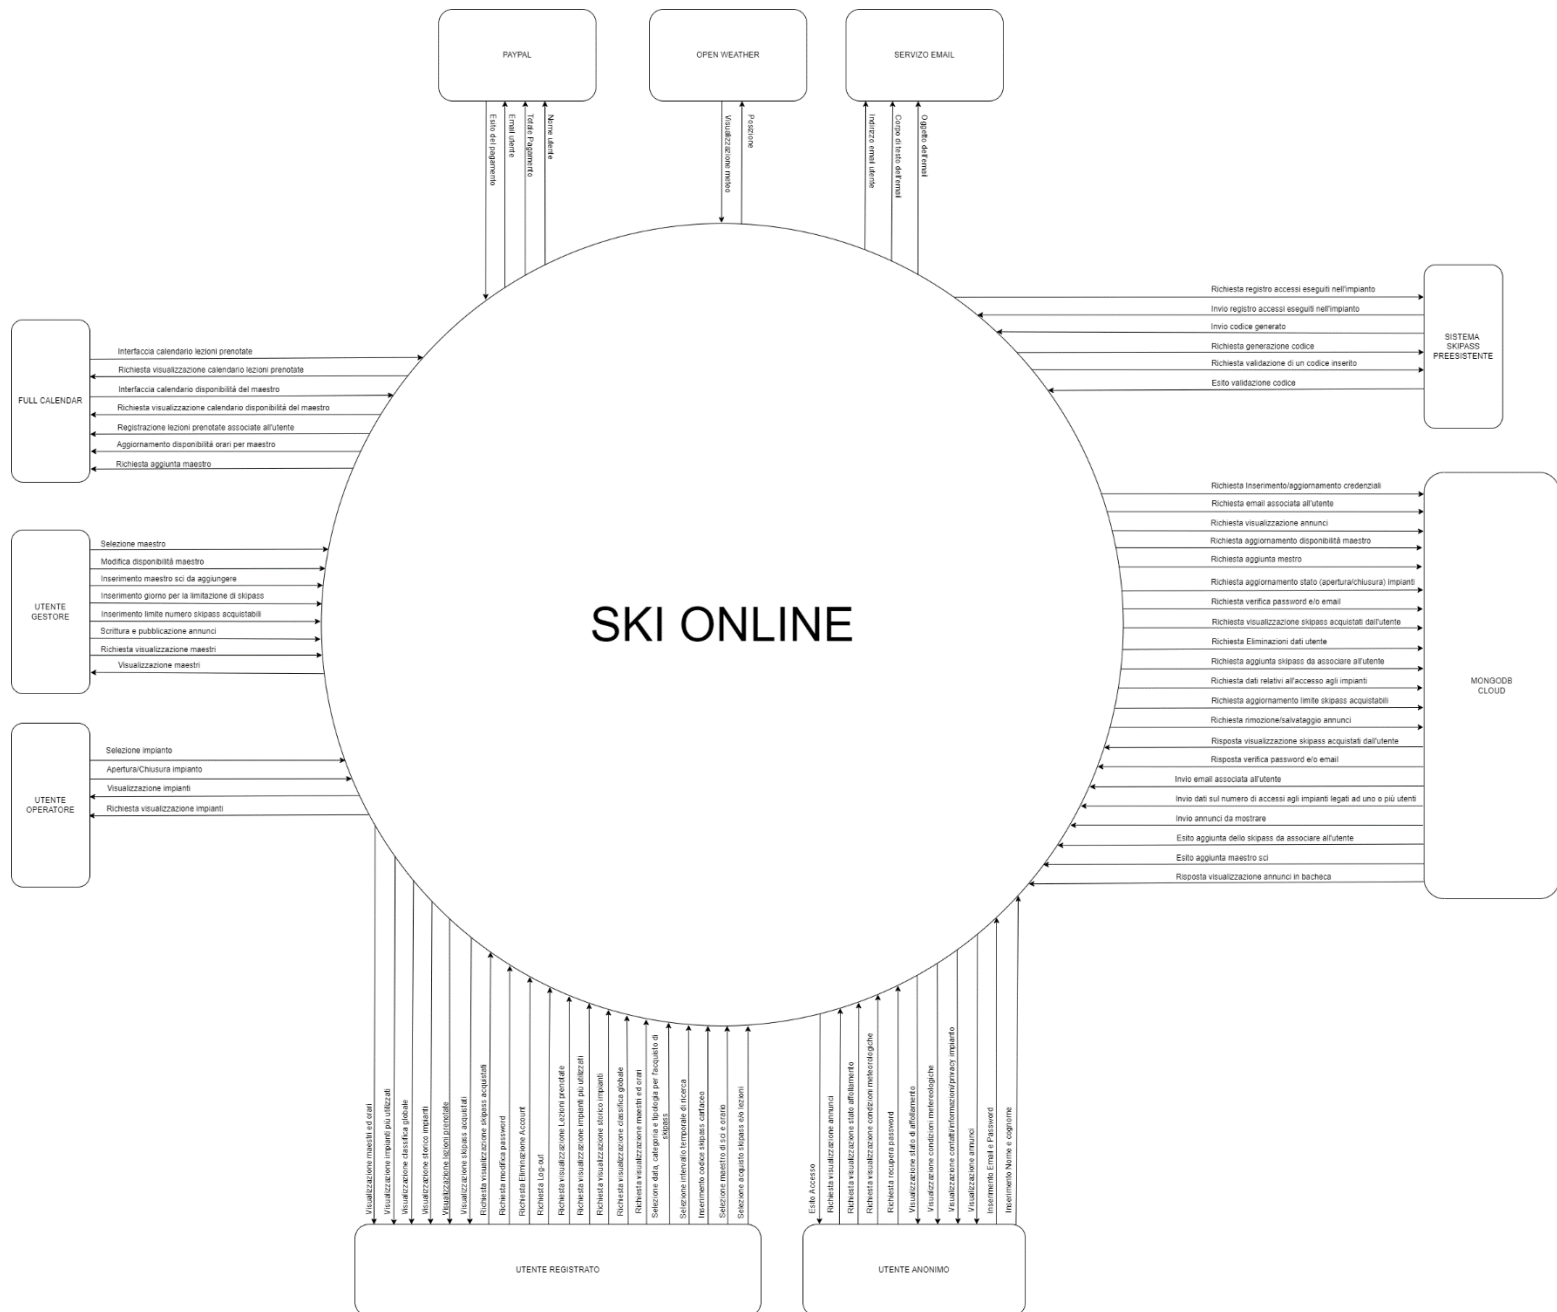 PAYPAL
OPEN WEATHER
SERVIZO EMAIL
Esito del pagamento
Email utente
Totale Pagamento
Nome utente
Visualizzazione meteo
Posizione
Indirizzo email utente
Corpo di testo dell'email
Oggetto dell'email
FULL CALENDAR
Interfaccia calendario lezioni prenotate
Richiesta visualizzazione calendario lezioni prenotate
Interfaccia calendario disponibilità del maestro
Richiesta visualizzazione calendario disponibilità del maestro
Registrazione lezioni prenotate associate all'utente
Aggiornamento disponibilità orari per maestro
Richiesta aggiunta maestro
Richiesta registro accessi eseguiti nell'impianto
Invio registro accessi eseguiti nell'impianto
Invio codice generato
Richiesta generazione codice
Richiesta validazione di un codice inserito
Esito validazione codice
SISTEMA
SKIPASS
PREESISTENTE
UTENTE
GESTORE
Selezione maestro
Modifica disponibilità maestro
Inserimento maestro sci da aggiungere
Inserimento giorno per la limitazione di skipass
Inserimento limite numero skipass acquistabili
Scrittura e pubblicazione annunci
Richiesta visualizzazione maestri
Visualizzazione maestri
SKI ONLINE
Richiesta Inserimento/aggiornamento credenziali
Richiesta email associata all'utente
Richiesta visualizzazione annunci
Richiesta aggiornamento disponibilità maestro
Richiesta aggiunta mestro
Richiesta aggiornamento stato (apertura/chiusura) impianti
Richiesta verifica password e/o email
Richiesta visualizzazione skipass acquistati dall'utente
Richiesta Eliminazioni dati utente
Richiesta aggiunta skipass da associare all'utente
Richiesta dati relativi all'accesso agli impianti
Richiesta aggiornamento limite skipass acquistabili
Richiesta rimozione/salvataggio annunci
Risposta visualizzazione skipass acquistati dall'utente
Risposta verifica password e/o email
Invio email associata all'utente
Invio dati sul numero di accessi agli impianti legati ad uno o più utenti
Invio annunci da mostrare
Esito aggiunta dello skipass da associare all'utente
Esito aggiunta maestro sci
Risposta visualizzazione annunci in bacheca
MONGODB
CLOUD
UTENTE
OPERATORE
Selezione impianto
Apertura/Chiusura impianto
Visualizzazione impianti
Richiesta visualizzazione impianti
Visualizzazione maestri ed orari
Visualizzazione impianti più utilizzati
Visualizzazione classifica globale
Visualizzazione storico impianti
Visualizzazione lezioni prenotate
Visualizzazione skipass acquistati
Richiesta visualizzazione skipass acquistati
Richiesta modifica password
Richiesta Eliminazione Account
Richiesta Log-out
Richiesta visualizzazione Lezioni prenotate
Richiesta visualizzazione impianti più utilizzati
Richiesta visualizzazione storico impianti
Richiesta visualizzazione classifica globale
Richiesta visualizzazione maestri ed orari
Selezione data, categoria e tipologia per l'acquisto di
skipass
Selezione intervallo temporale di ricerca
Inserimento codice skipass cartaceo
Selezione maestro di sci e orario
Selezione acquisto skipass e/o lezioni
Esito Accesso
Richiesta visualizzazione annunci
Richiesta visualizzazione stato affollamento
Richiesta visualizzazione condizioni meteorologiche
Richiesta recupera password
Visualizzazione stato di affollamento
Visualizzazione condizioni metereologiche
Visualizzazione contatti/informazioni/privacy impianto
Visualizzazione annunci
Inserimento Email e Password
Inserimento Nome e cognome
UTENTE REGISTRATO
UTENTE ANONIMO